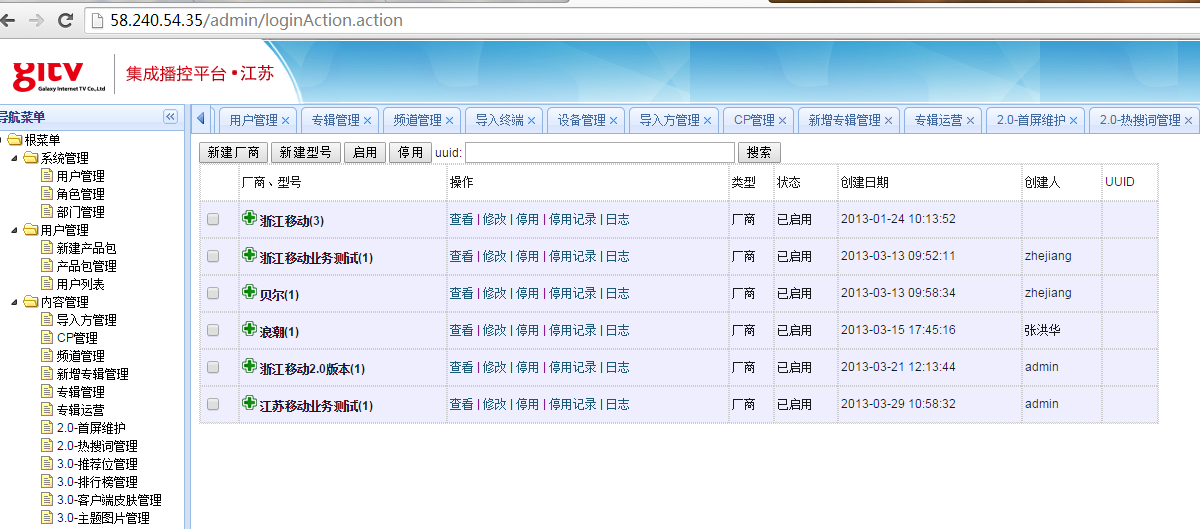 58.240.54.35/admin/loginAction.action
gitv
Galaxy Internet TV Co.,Ltd
集成播控平台•江苏
导航菜单
根菜单
系统管理
用户管理
角色管理
部门管理
用户管理
新建产品包
产品包管理
用户列表
内容管理
导入方管理
CP管理
频道管理
新增专辑管理
专辑管理
专辑运营
2.0-首屏维护
2.0-热搜词管理
3.0-推荐位管理
3.0-排行榜管理
3.0-客户端皮肤管理
3.0-主题图片管理
用户管理 专辑管理 频道管理 导入终端 设备管理 导入方管理 CP管理 新增专辑管理 专辑运营 2.0-首屏维护 2.0-热搜词管理
新建厂商 新建型号 启用 停用 uuid: 搜索
厂商、型号 操作 类型 状态 创建日期 创建人 UUID
浙江移动(3) 查看 | 修改 | 停用 | 停用记录 | 日志 厂商 已启用 2013-01-24 10:13:52
浙江移动业务测试(1) 查看 | 修改 | 停用 | 停用记录 | 日志 厂商 已启用 2013-03-13 09:52:11 zhejiang
贝尔(1) 查看 | 修改 | 停用 | 停用记录 | 日志 厂商 已启用 2013-03-13 09:58:34 zhejiang
浪潮(1) 查看 | 修改 | 停用 | 停用记录 | 日志 厂商 已启用 2013-03-15 17:45:16 张洪华
浙江移动2.0版本(1) 查看 | 修改 | 停用 | 停用记录 | 日志 厂商 已启用 2013-03-21 12:13:44 admin
江苏移动业务测试(1) 查看 | 修改 | 停用 | 停用记录 | 日志 厂商 已启用 2013-03-29 10:58:32 admin